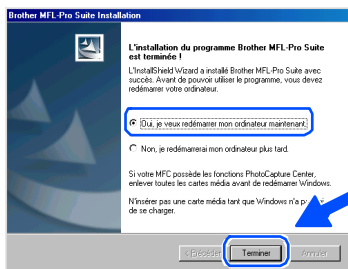 Brother MFL-Pro Suite Installation
L'installation du programme Brother MFL-Pro Suite
est terminée !
L'InstallShield Wizard a installé Brother MFL-Pro Suite avec
succès. Avant de pouvoir utiliser le programme, vous devez
redémarrer votre ordinateur.
Oui, je veux redémarrer mon ordinateur maintenant.
Non, je redémarrerai mon ordinateur plus tard.
Si votre MFC possède les fonctions PhotoCapture Center,
enlever toutes les cartes média avant de redémarrer Windows.
N'insérer pas une carte média tant que Windows n'a
de se charger.
< Précédent Terminer Annuler